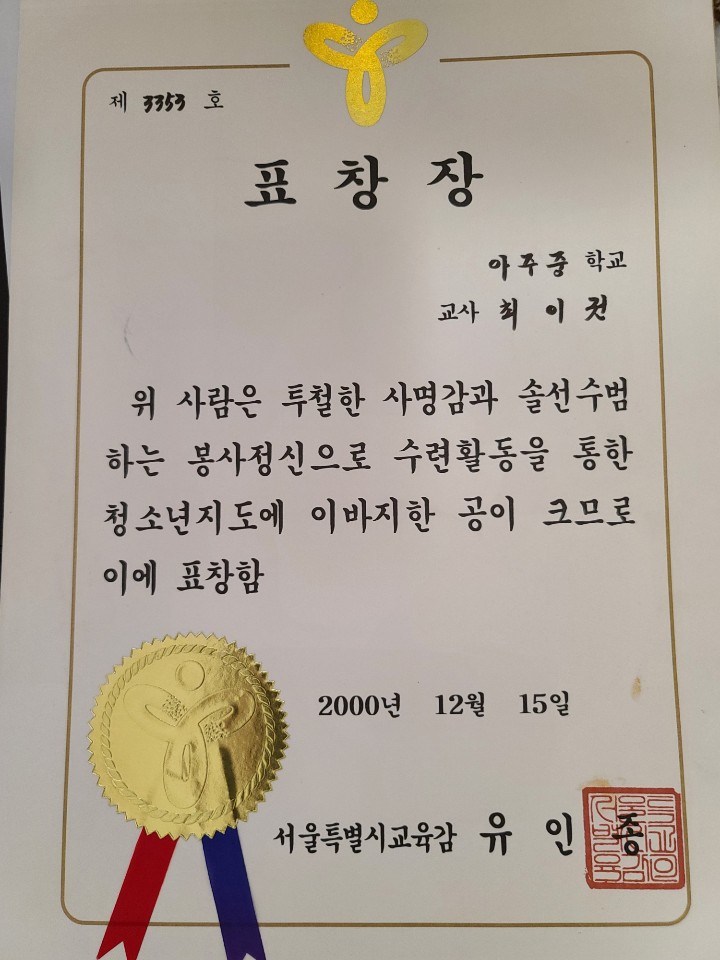 제 3353 호
표 창 장
아주중 학교
교사 최 이 권
위 사람은 투철한 사명감과 솔선수범
하는 봉사정신으로 수련활동을 통한
청소년지도에 이바지한 공이 크므로
이에 표창함
2000년 12월 15일
서울특별시교육감 유 인 종